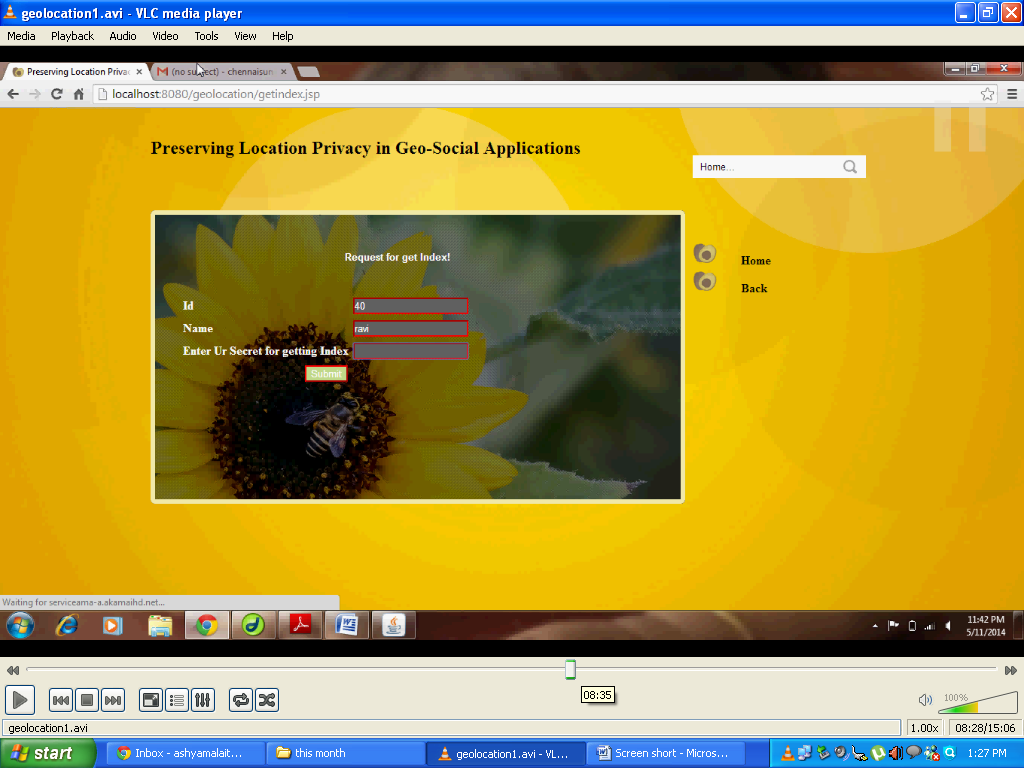 geolocation1.avi - VLC media player
Media Playback Audio Video Tools View Help
Preserving Location Priva
(no subject) - chennaisun
localhost:8080/geolocation/getindex.jsp
Preserving Location Privacy in Geo-Social Applications
Home...
Request for get Index!
Home
Id 40
Back
Name ravi
Enter Ur Secret for getting Index
Submit
Waiting for serviceama-a.akamaihd.net...
11:42 PM
5/11/2014
08:35
100%
geolocation1.avi 1.00x 08:28/15:06
start Inbox - ashyamalait... this month geolocation1.avi - VL... Screen short - Micros... 1:27 PM